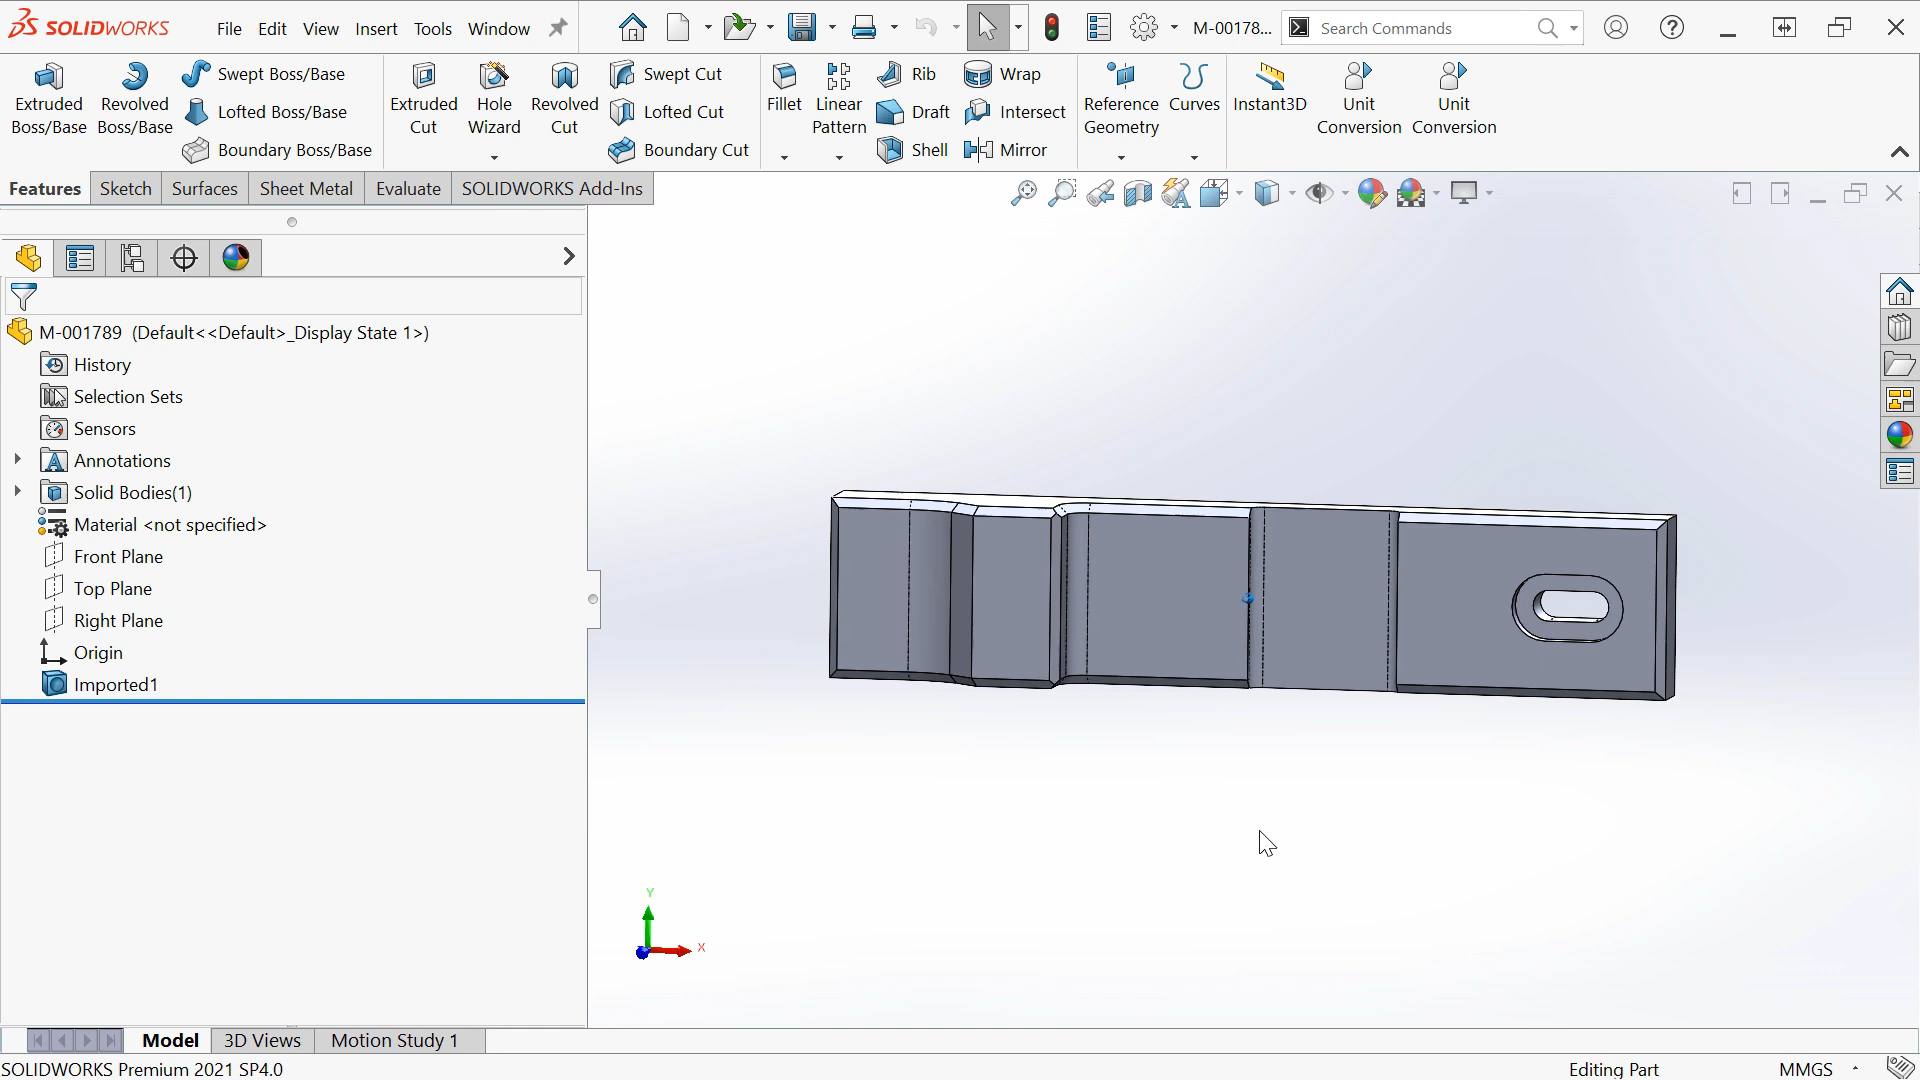 SOLIDWORKS File Edit View Insert Tools Window M-00178... Search Commands
Extruded Boss/Base
Revolved Boss/Base
Swept Boss/Base
Lofted Boss/Base
Boundary Boss/Base
Extruded Cut
Hole Wizard
Revolved Cut
Swept Cut
Lofted Cut
Boundary Cut
Fillet
Linear Pattern
Rib
Draft
Shell
Wrap
Intersect
Mirror
Reference Geometry
Curves
Instant3D
Unit Conversion
Unit Conversion
Features Sketch Surfaces Sheet Metal Evaluate SOLIDWORKS Add-Ins
M-001789 (Default<<Default>_Display State 1>)
History
Selection Sets
Sensors
Annotations
Solid Bodies(1)
Material <not specified>
Front Plane
Top Plane
Right Plane
Origin
Imported1
Y
X
Model 3D Views Motion Study 1
SOLIDWORKS Premium 2021 SP4.0 Editing Part MMGS